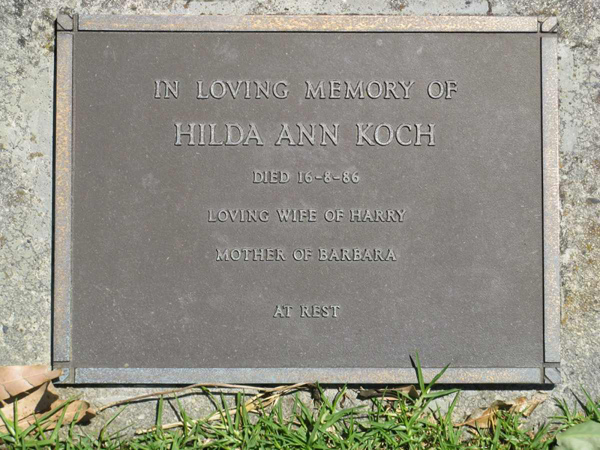 IN LOVING MEMORY OF
HILDA ANN KOCH
DIED 16-8-86
LOVING WIFE OF HARRY
MOTHER OF BARBARA
AT REST